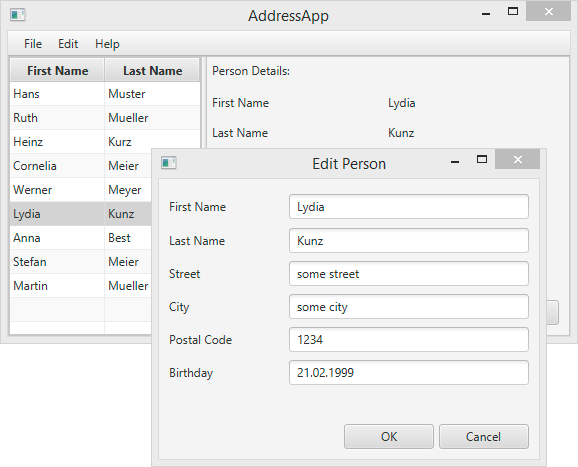 AddressApp
File Edit Help
First Name Last Name
Hans Muster
Ruth Mueller
Heinz Kurz
Cornelia Meier
Werner Meyer
Lydia Kunz
Anna Best
Stefan Meier
Martin Mueller
Person Details:
First Name Lydia
Last Name Kunz
Edit Person
First Name Lydia
Last Name Kunz
Street some street
City some city
Postal Code 1234
Birthday 21.02.1999
OK Cancel